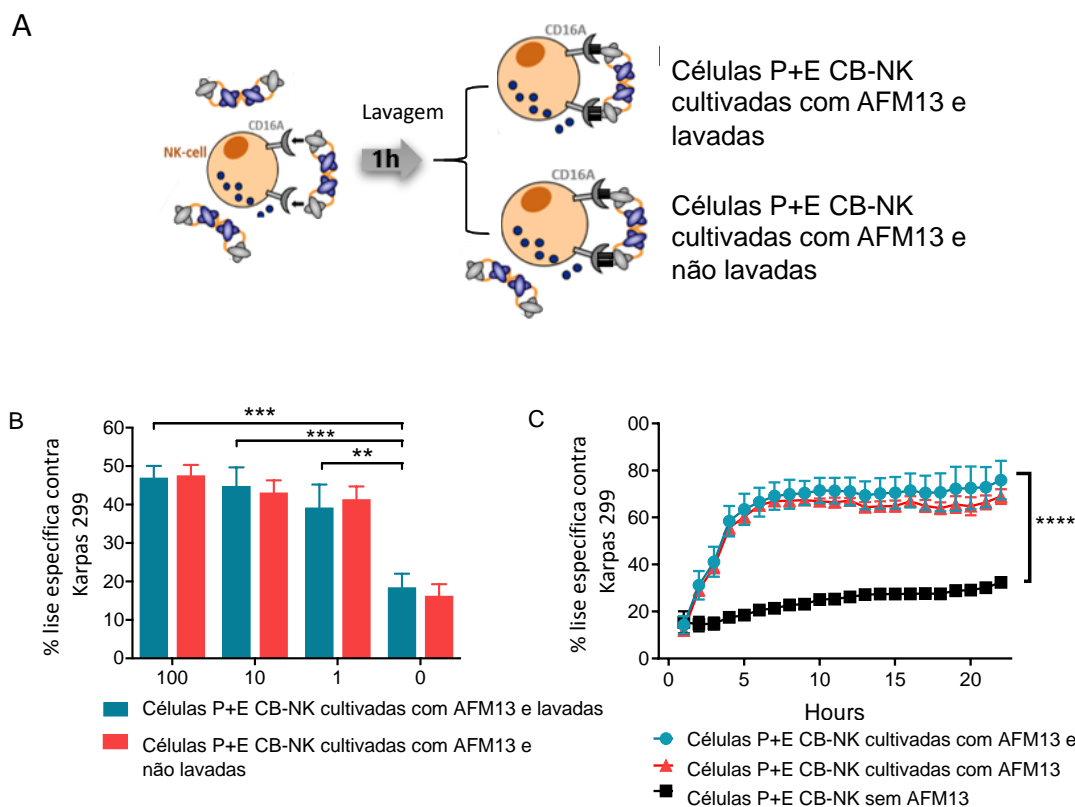 A
CD16A
NK-cell
Lavagem
1h
CD16A
Células P+E CB-NK
cultivadas com AFM13 e
lavadas
CD16A
Células P+E CB-NK
cultivadas com AFM13 e
não lavadas
B
% lise específica contra
Karpas 299
60
50
40
30
20
10
0
***
***
**
100
10
1
0
Células P+E CB-NK cultivadas com AFM13 e lavadas
Células P+E CB-NK cultivadas com AFM13 e
não lavadas
C
% lise específica contra
Karpas 299
00
80
60
40
20
0
****
0
5
10
15
20
Hours
Células P+E CB-NK cultivadas com AFM13 e
Células P+E CB-NK cultivadas com AFM13
Células P+E CB-NK sem AFM13